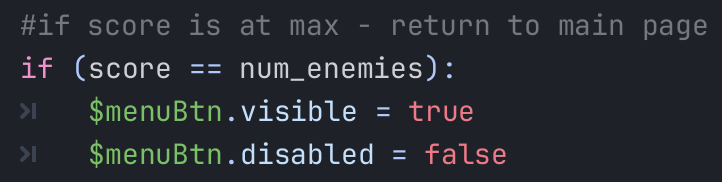 #if score is at max - return to main page
if (score == num_enemies):
$menuBtn.visible = true
$menuBtn.disabled = false